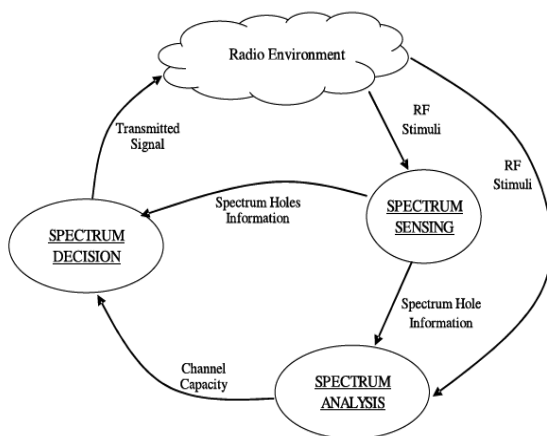 Radio Environment
RF
Stimuli
Transmitted
Signal
RF
Stimuli
Spectrum Holes
Information
SPECTRUM
SENSING
SPECTRUM
DECISION
Spectrum Hole
Information
Channel
Capacity
SPECTRUM
ANALYSIS